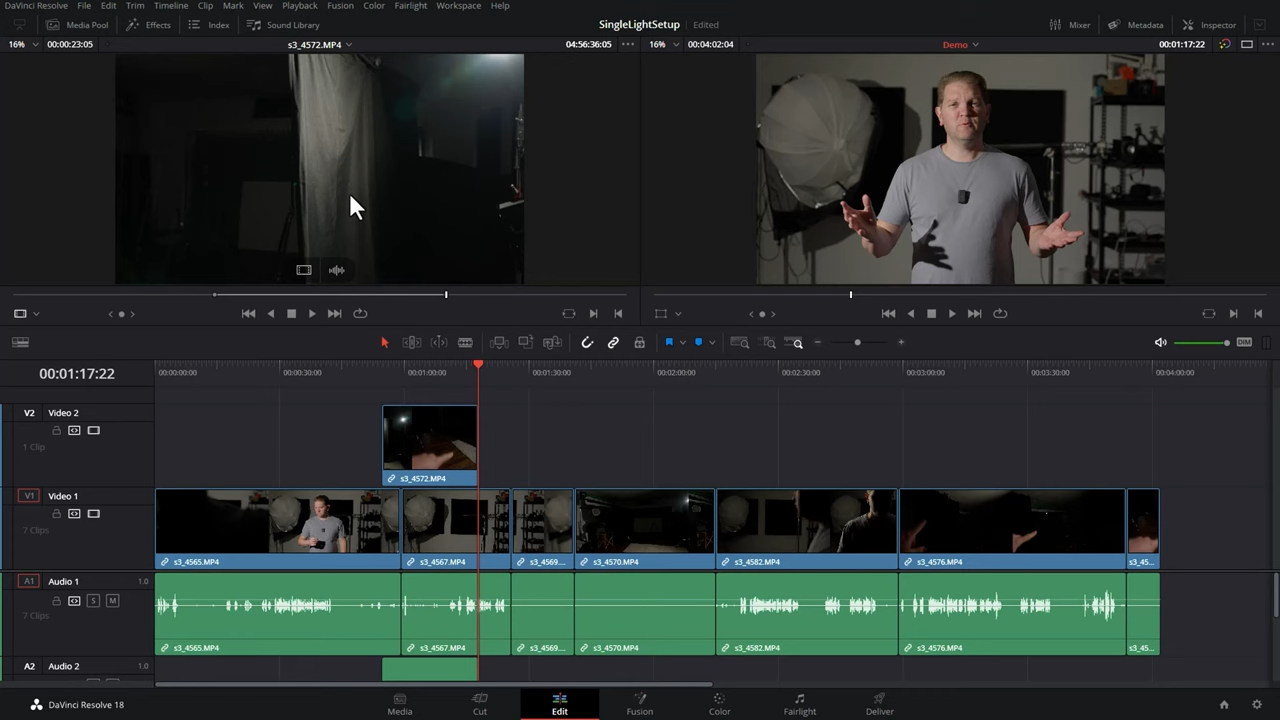 DaVinci Resolve File Edit Trim Timeline Clip Mark View Playback Fusion Color Fairlight Workspace Help
Media Pool Effects Index Sound Library SingleLightSetup Edited Mixer Metadata Inspector
16% 00:00:23:05 s3_4572.MP4 04:56:36:05 16% 00:04:02:04 Demo 00:01:17:22
DIM
00:01:17:22 00:00:00:00 00:00:30:00 00:01:00:00 00:01:30:00 00:02:00:00 00:02:30:00 00:03:00:00 00:03:30:00 00:04:00:00
V2 Video 2
1 Clip
s3_4572.MP4
V1 Video 1
7 Clips
s3_4565.MP4 s3_4567.MP4 s3_4569.... s3_4570.MP4 s3_4582.MP4 s3_4576.MP4 s3_45...
A1 Audio 1 1.0
S M
7 Clips
s3_4565.MP4 s3_4567.MP4 s3_4569.... s3_4570.MP4 s3_4582.MP4 s3_4576.MP4 s3_45...
A2 Audio 2 1.0
DaVinci Resolve 18 Media Cut Edit Fusion Color Fairlight Deliver